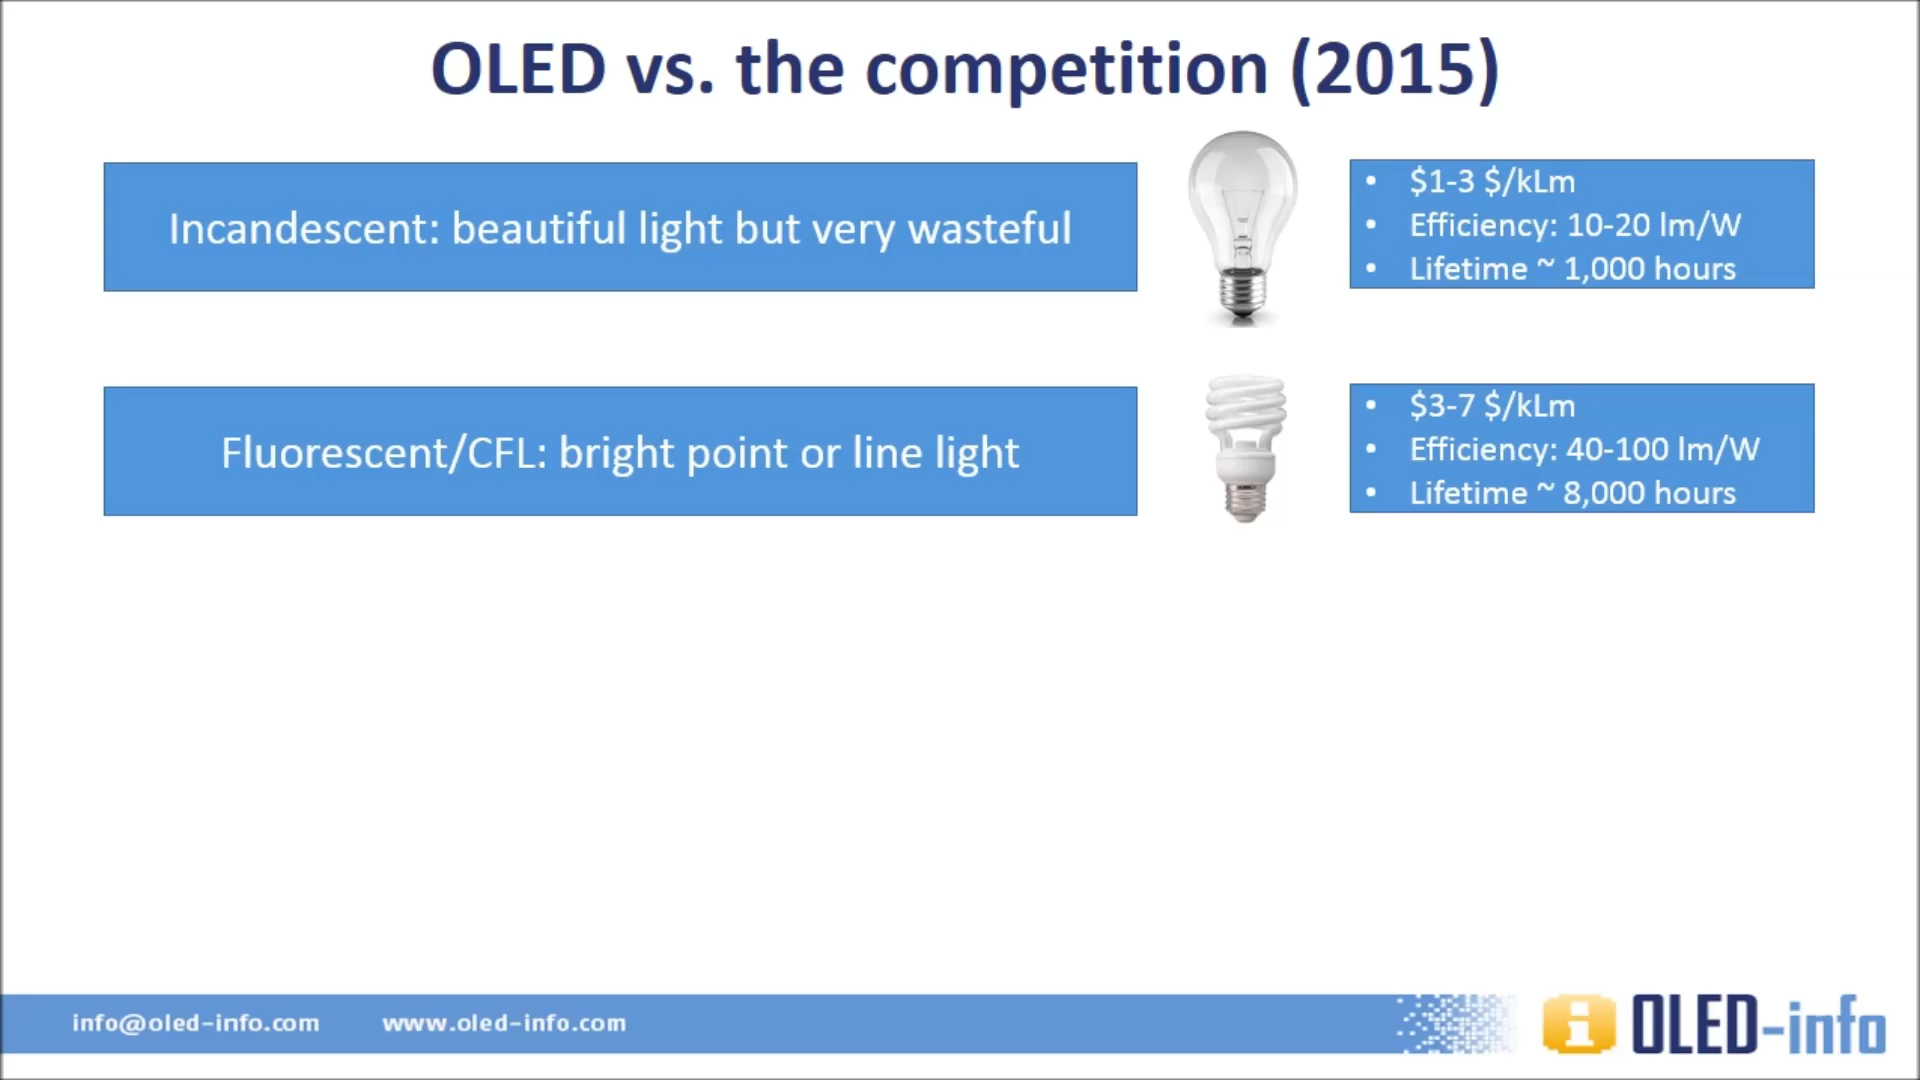 OLED vs. the competition (2015)
Incandescent: beautiful light but very wasteful
• $1-3 $/kLm
• Efficiency: 10-20 lm/W
• Lifetime ~ 1,000 hours
Fluorescent/CFL: bright point or line light
• $3-7 $/kLm
• Efficiency: 40-100 lm/W
• Lifetime ~ 8,000 hours
info@oled-info.com www.oled-info.com
i OLED-info